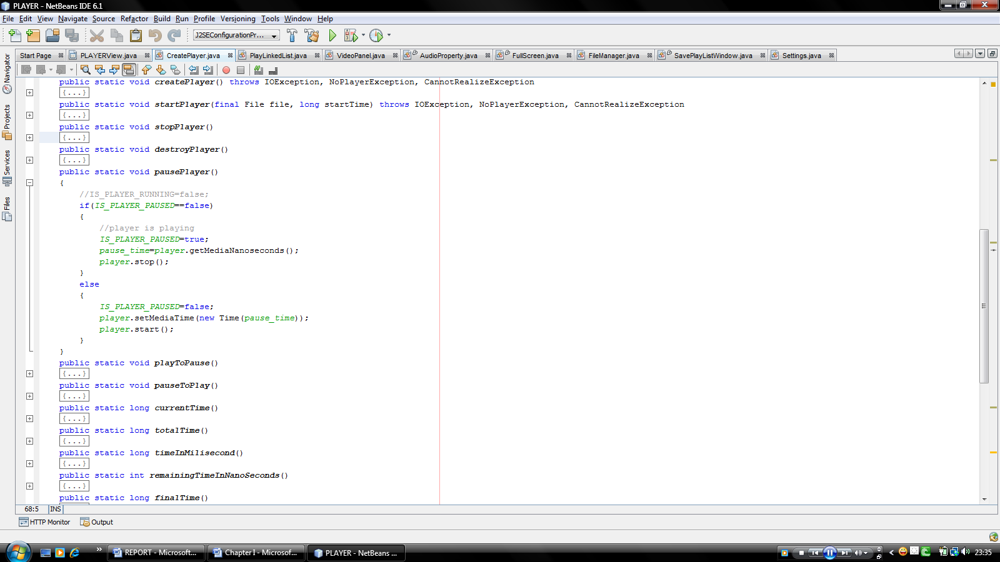 PLAYER - NetBeans IDE 6.1
File Edit View Navigate Source Refactor Build Run Profile Versioning Tools Window Help
J2SEConfigurationPr...
Start Page PLAYERView.java CreatePlayer.java PlayLinkedList.java VideoPanel.java AudioProperty.java FullScreen.java FileManager.java SavePlayListWindow.java Settings.java
Navigator
Projects
Services
Files
public static void createPlayer() throws IOException, NoPlayerException, CannotRealizeException
{...}
public static void startPlayer(final File file, long startTime) throws IOException, NoPlayerException, CannotRealizeException
{...}
public static void stopPlayer()
{...}
public static void destroyPlayer()
{...}
public static void pausePlayer()
{
//IS_PLAYER_RUNNING=false;
if(IS_PLAYER_PAUSED==false)
{
//player is playing
IS_PLAYER_PAUSED=true;
pause_time=player.getMediaNanoseconds();
player.stop();
}
else
{
IS_PLAYER_PAUSED=false;
player.setMediaTime(new Time(pause_time));
player.start();
}
}
public static void playToPause()
{...}
public static void pauseToPlay()
{...}
public static long currentTime()
{...}
public static long totalTime()
{...}
public static long timeInMilisecond()
{...}
public static int remainingTimeInNanoSeconds()
{...}
public static long finalTime()
68:5 INS
HTTP Monitor Output
REPORT - Microsoft... Chapter I - Microsof... PLAYER - NetBeans ... 23:35